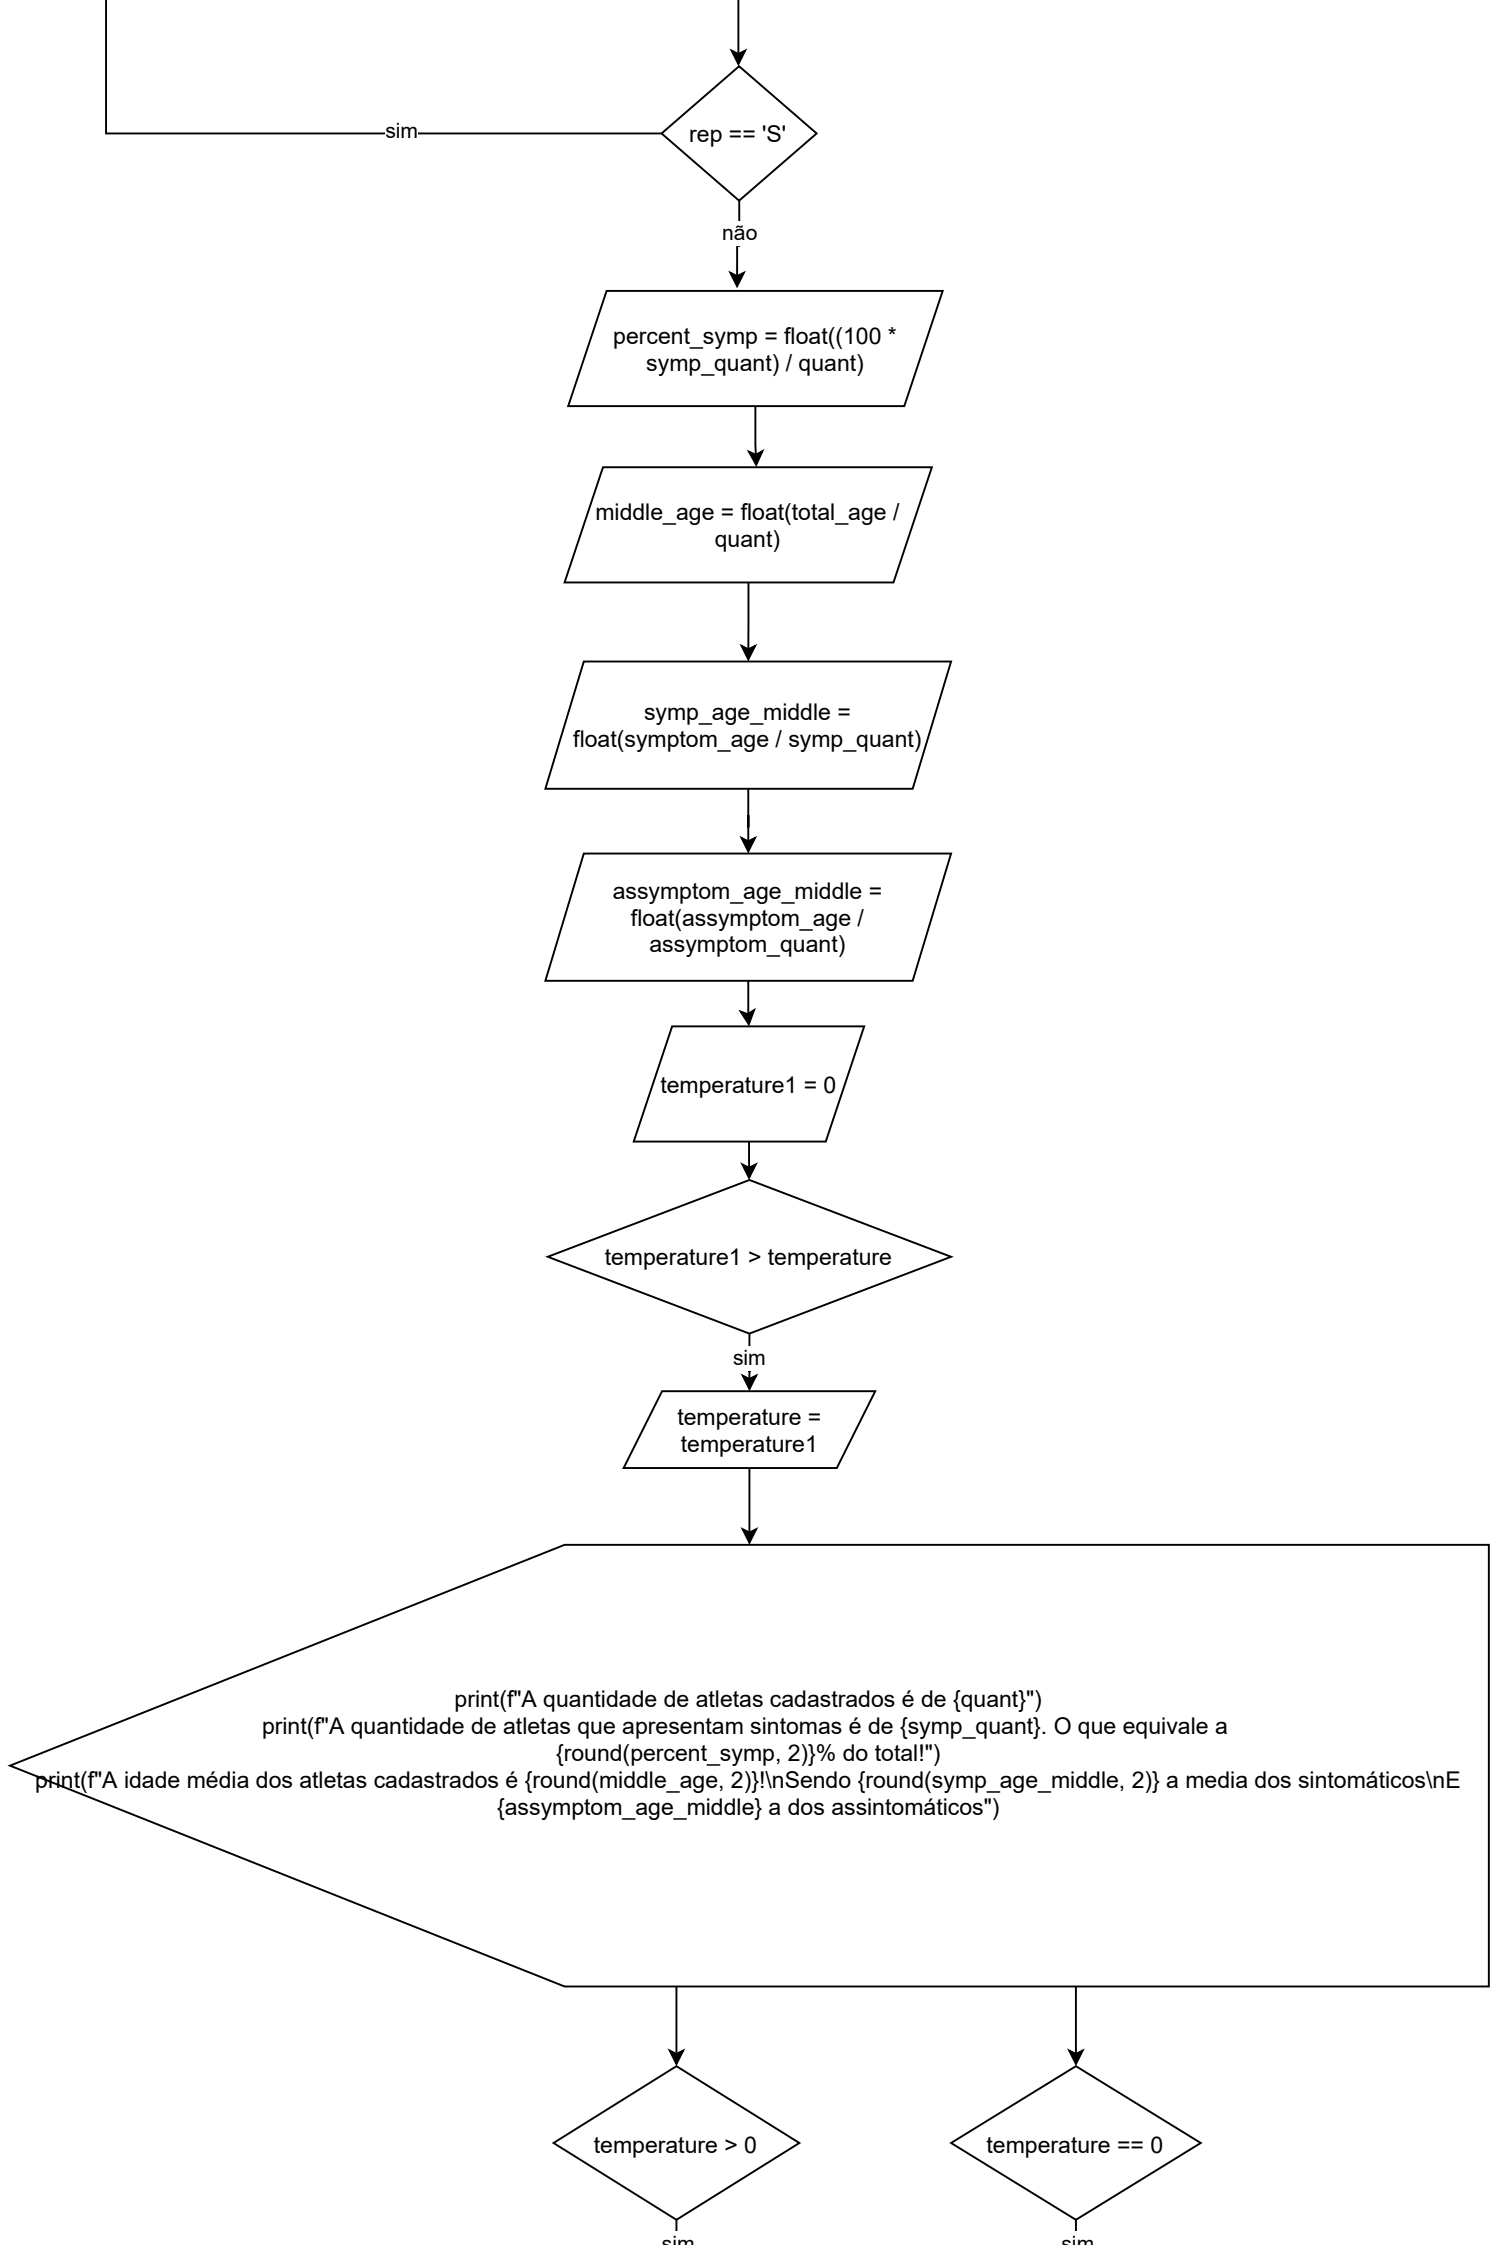 rep == 'S'
sim
não
percent_symp = float((100 *
symp_quant) / quant)
middle_age = float(total_age /
quant)
symp_age_middle =
float(symptom_age / symp_quant)
assymptom_age_middle =
float(assymptom_age /
assymptom_quant)
temperature1 = 0
temperature1 > temperature
sim
temperature =
temperature1
print(f"A quantidade de atletas cadastrados é de {quant}")
print(f"A quantidade de atletas que apresentam sintomas é de {symp_quant}. O que equivale a
{round(percent_symp, 2)}% do total!")
print(f"A idade média dos atletas cadastrados é {round(middle_age, 2)}!\nSendo {round(symp_age_middle, 2)} a media dos sintomáticos\nE
{assymptom_age_middle} a dos assintomáticos")
temperature > 0
temperature == 0
sim
sim